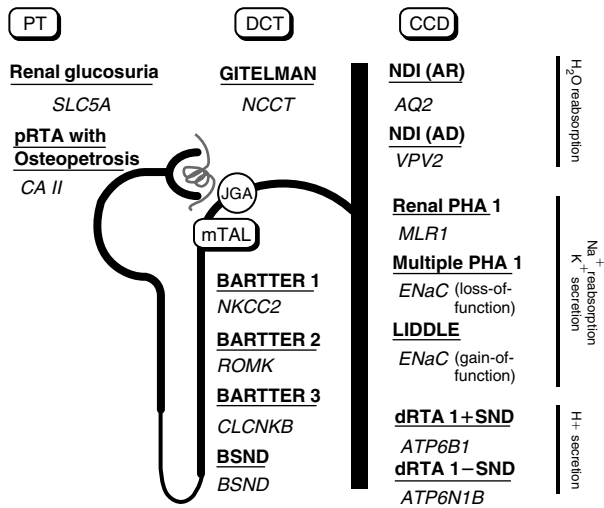 PT
Renal glucosuria
SLC5A
pRTA with
Osteopetrosis
CA II
DCT
GITELMAN
NCCT
JGA
mTAL
BARTTER 1
NKCC2
BARTTER 2
ROMK
BARTTER 3
CLCNKB
BSND
BSND
CCD
NDI (AR)
AQ2
NDI (AD)
VPV2
H₂O reabsorption
Renal PHA 1
MLR1
Multiple PHA 1
ENaC (loss-of-
function)
LIDDLE
ENaC (gain-of-
function)
Na⁺ reabsorption
K⁺ secretion
dRTA 1+SND
ATP6B1
dRTA 1−SND
ATP6N1B
H+ secretion